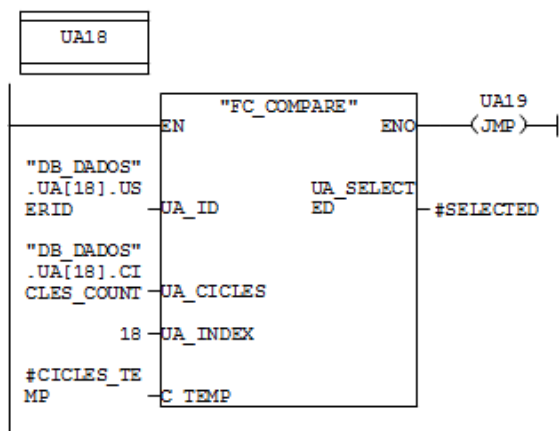 UA18
"FC_COMPARE"
UA19
EN
ENO
(JMP)
"DB_DADOS"
.UA[18].US
ERID
UA_ID
UA_SELECT
ED
#SELECTED
"DB_DADOS"
.UA[18].CI
CLES_COUNT
UA_CICLES
18
UA_INDEX
#CICLES_TE
MP
C_TEMP